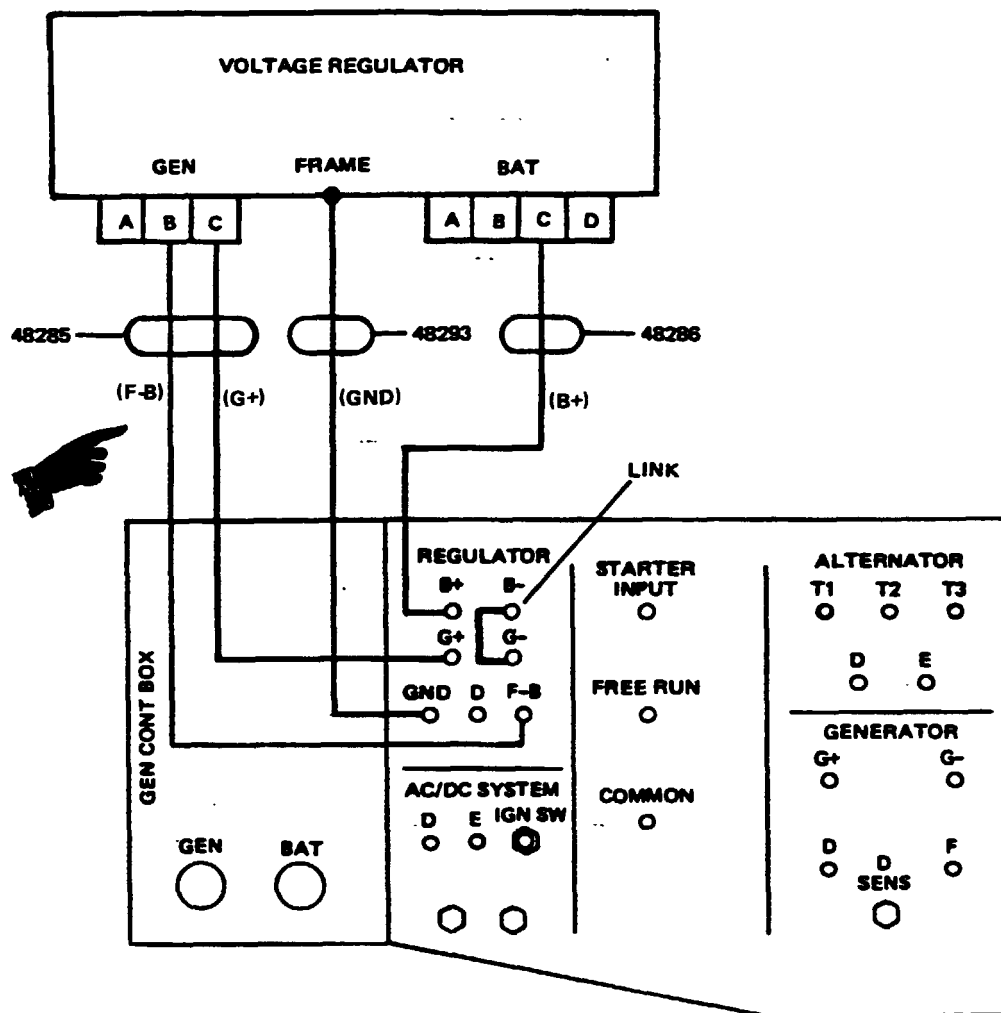 VOLTAGE REGULATOR
GEN FRAME BAT
A B C A B C D
48285 48293 48286
(F-B) (G+) (GND) (B+)
LINK
REGULATOR
B+ B-
G+ G-
GND D F-B
STARTER
INPUT
FREE RUN
COMMON
ALTERNATOR
T1 T2 T3
D E
GENERATOR
G+ G-
D F
D
SENS
AC/DC SYSTEM
D E IGN SW
GEN CONT BOX
GEN BAT